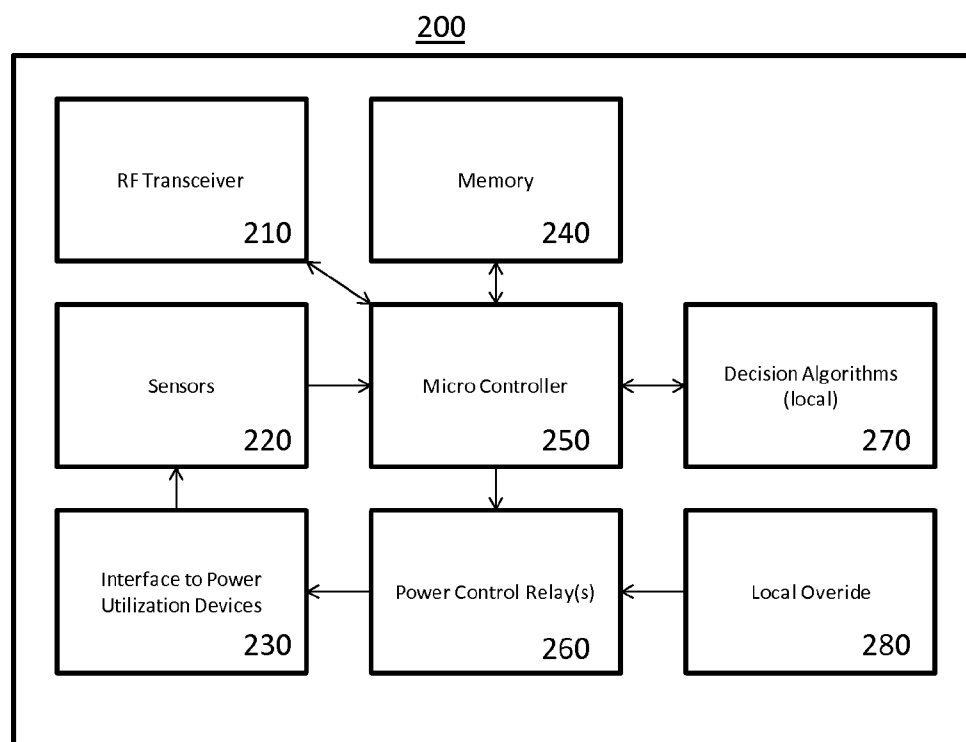 200
RF Transceiver
210
Memory
240
Sensors
220
Micro Controller
250
Decision Algorithms
(local)
270
Interface to Power
Utilization Devices
230
Power Control Relay(s)
260
Local Overide
280